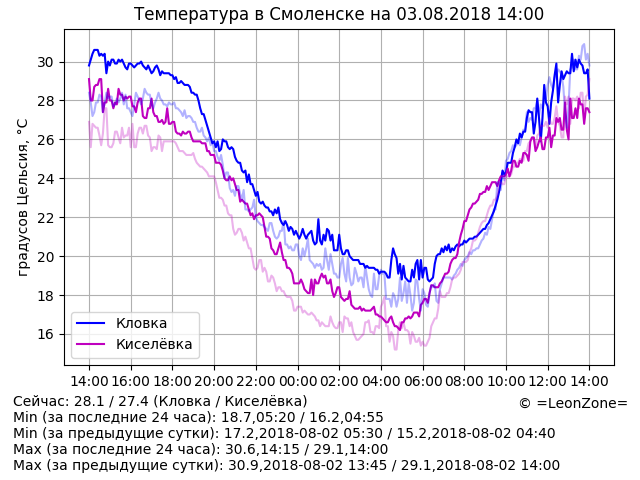 Температура в Смоленске на 03.08.2018 14:00
градусов Цельсия, °C
30
28
26
24
22
20
18
16
Кловка
Киселёвка
14:00 16:00 18:00 20:00 22:00 00:00 02:00 04:00 06:00 08:00 10:00 12:00 14:00
Сейчас: 28.1 / 27.4 (Кловка / Киселёвка)
© =LeonZone=
Min (за последние 24 часа): 18.7,05:20 / 16.2,04:55
Min (за предыдущие сутки): 17.2,2018-08-02 05:30 / 15.2,2018-08-02 04:40
Max (за последние 24 часа): 30.6,14:15 / 29.1,14:00
Max (за предыдущие сутки): 30.9,2018-08-02 13:45 / 29.1,2018-08-02 14:00